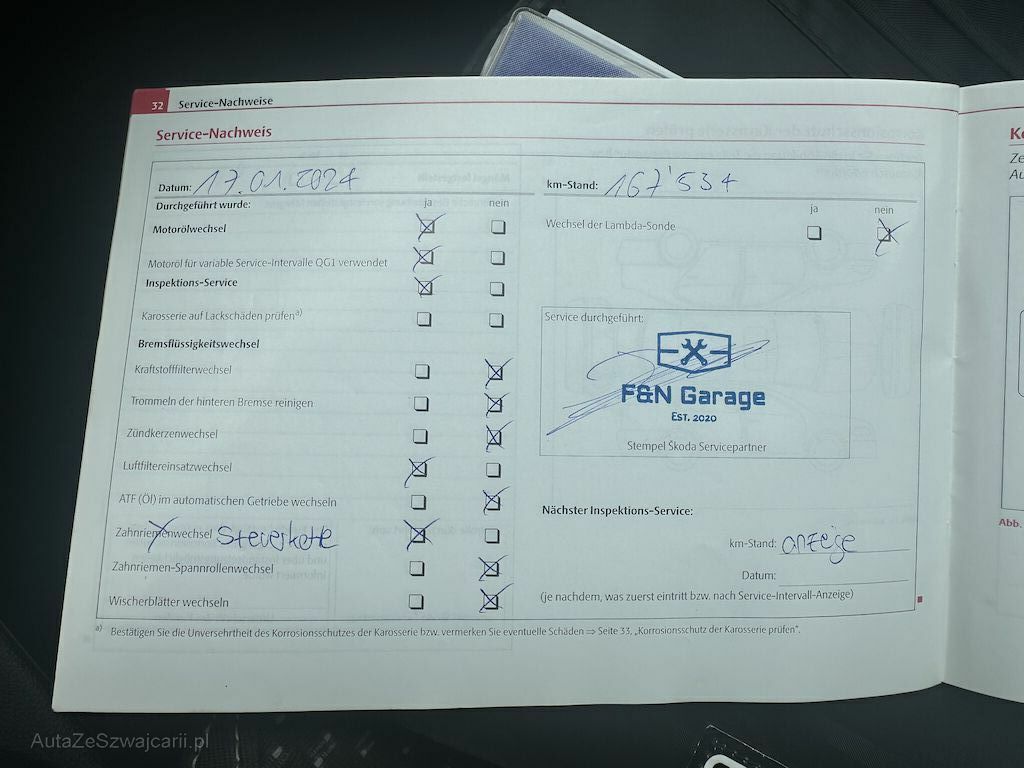 32 Service-Nachweise
Service-Nachweis
Datum: 17.01.2024
km-Stand: 167'534
Durchgeführt wurde: ja nein
ja nein
Motorölwechsel
Wechsel der Lambda-Sonde
Motoröl für variable Service-Intervalle QG1 verwendet
Inspektions-Service
Karosserie auf Lackschäden prüfen a)
Service durchgeführt:
Bremsflüssigkeitswechsel
Kraftstofffilterwechsel
Trommeln der hinteren Bremse reinigen
F&N Garage
EST. 2020
Zündkerzenwechsel
Stempel Škoda Servicepartner
Luftfiltereinsatzwechsel
ATF (Öl) im automatischen Getriebe wechseln
Nächster Inspektions-Service:
Zahnriemenwechsel Steuerkette
km-Stand: anzeige
Zahnriemen-Spannrollenwechsel
Datum:
Wischerblätter wechseln
(je nachdem, was zuerst eintritt bzw. nach Service-Intervall-Anzeige)
a) Bestätigen Sie die Unversehrtheit des Korrosionsschutzes der Karosserie bzw. vermerken Sie eventuelle Schäden ⇒ Seite 33, „Korrosionsschutz der Karosserie prüfen“.
Abb.
AutaZeSzwajcarii.pl